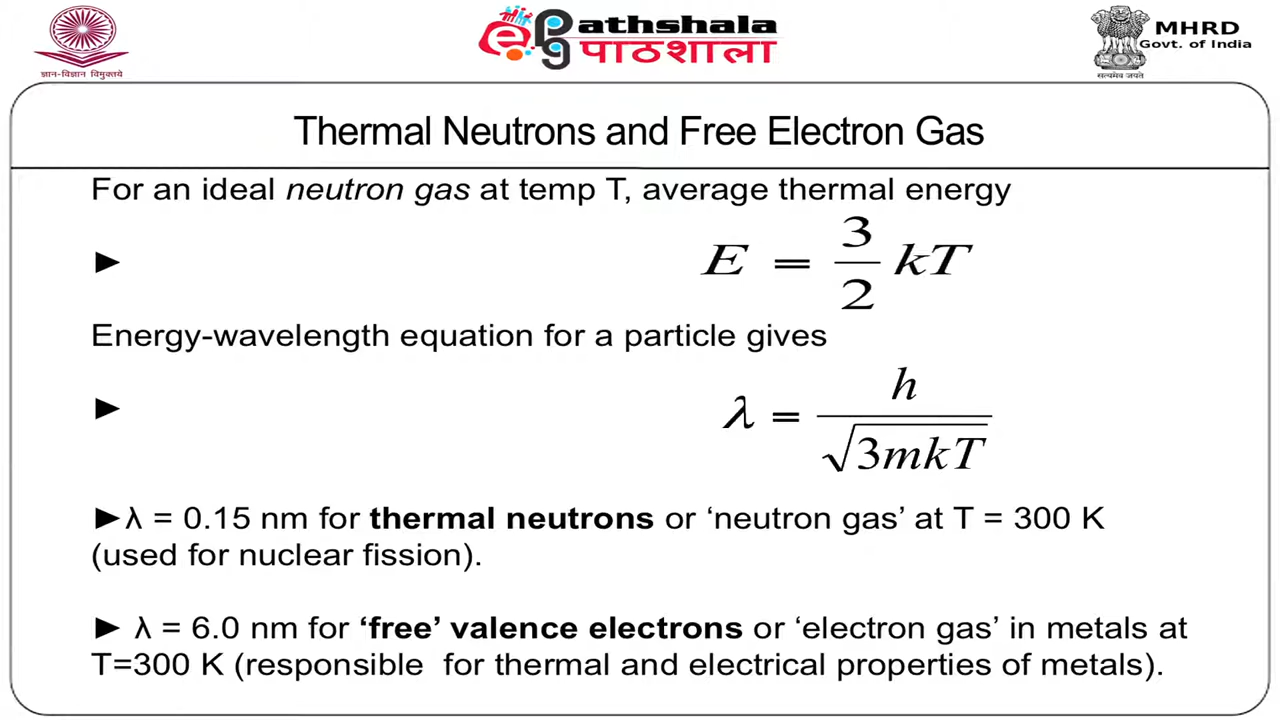 ज्ञान-विज्ञान विमुक्तये
ePG Pathshala
पाठशाला
MHRD
Govt. of India
सत्यमेव जयते
Thermal Neutrons and Free Electron Gas
For an ideal neutron gas at temp T, average thermal energy
► E = 3/2 kT
Energy-wavelength equation for a particle gives
► λ = h/√3mkT
►λ = 0.15 nm for thermal neutrons or ‘neutron gas’ at T = 300 K
(used for nuclear fission).
► λ = 6.0 nm for ‘free’ valence electrons or ‘electron gas’ in metals at
T=300 K (responsible for thermal and electrical properties of metals).